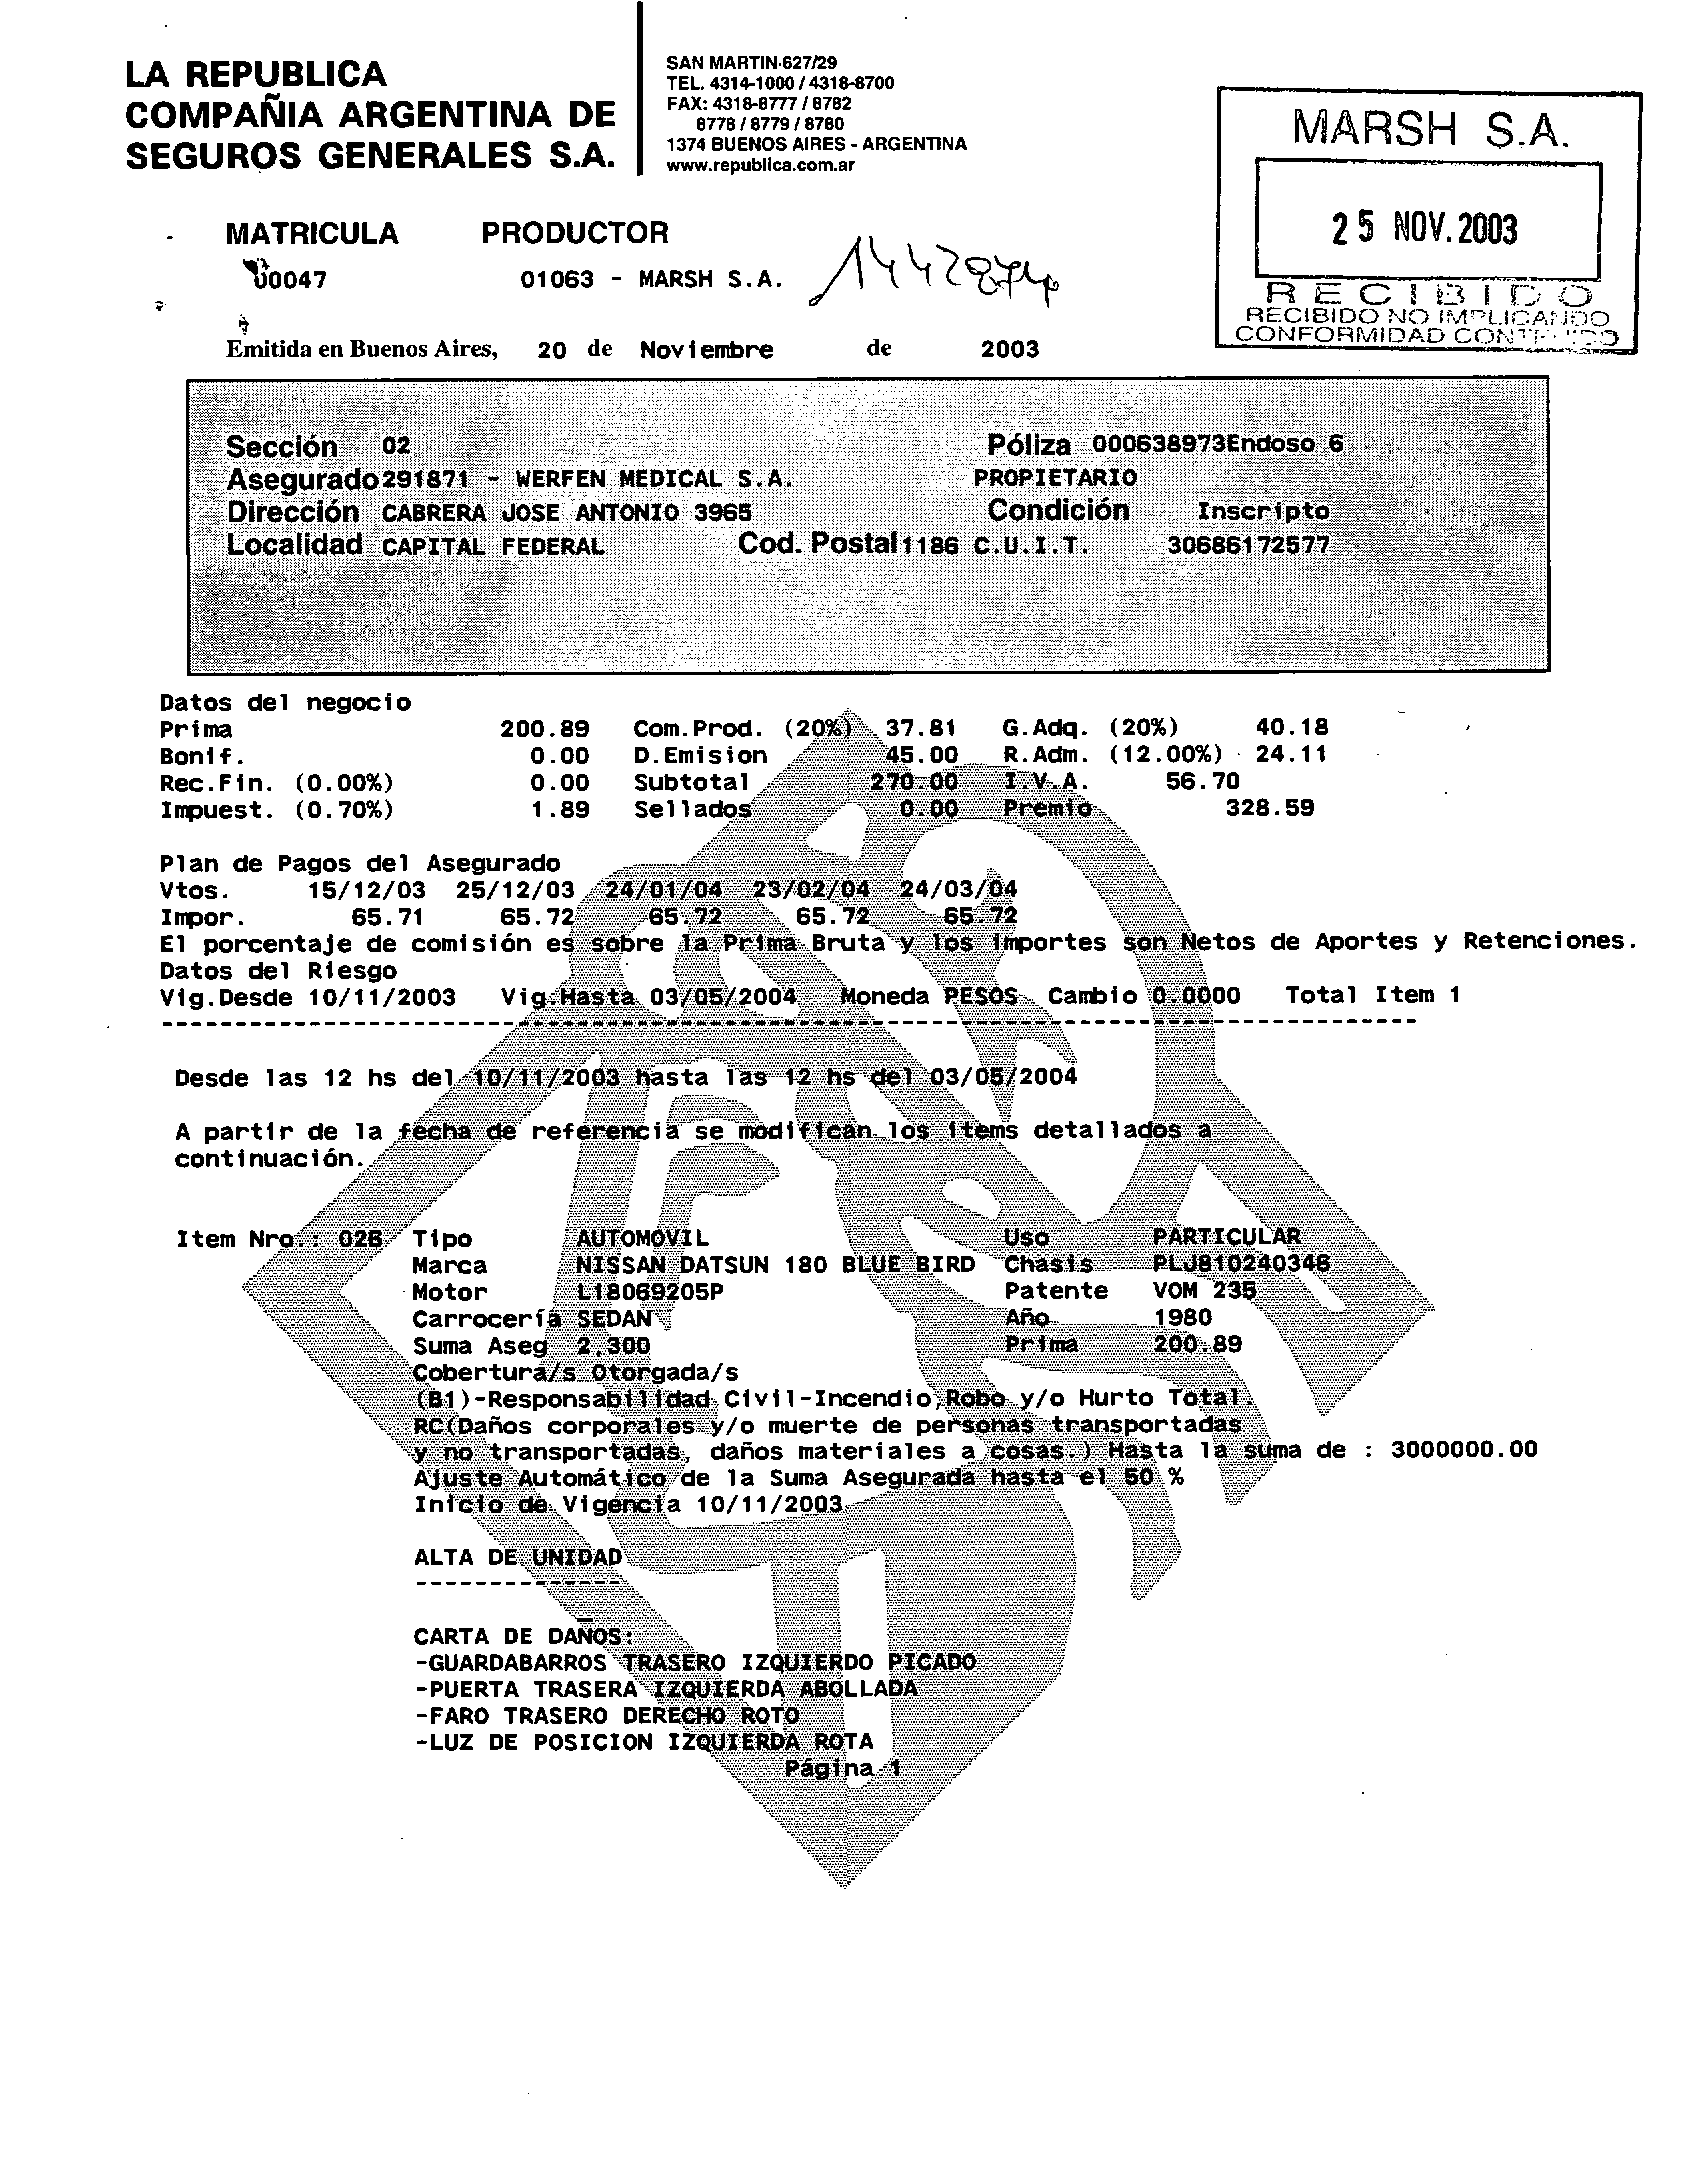 LA REPUBLICA
COMPAÑIA ARGENTINA DE
SEGUROS GENERALES S.A.
SAN MARTIN 627/29
TEL. 4314-1000 / 4318-8700
FAX: 4318-8777 / 8782
8778 / 8779 / 8780
1374 BUENOS AIRES - ARGENTINA
www.republica.com.ar
MARSH S.A.
25 NOV. 2003
RECIBIDO
RECIBIDO NO IMPLICANDO
CONFORMIDAD CONTENIDO
MATRICULA PRODUCTOR
00047 01063 - MARSH S.A.
Emitida en Buenos Aires, 20 de Noviembre de 2003
Sección 02 Póliza 000638973Endoso 6
Asegurado291871 - WERFEN MEDICAL S.A. PROPIETARIO
Dirección CABRERA JOSE ANTONIO 3965 Condición Inscripto
Localidad CAPITAL FEDERAL Cod. Postal1186 C.U.I.T. 30686172577
Datos del negocio
Prima 200.89 Com.Prod. (20%) 37.81 G.Adq. (20%) 40.18
Bonif. 0.00 D.Emision 45.00 R.Adm. (12.00%) 24.11
Rec.Fin. (0.00%) 0.00 Subtotal 270.00 I.V.A. 56.70
Impuest. (0.70%) 1.89 Sellados 0.00 Premio 328.59
Plan de Pagos del Asegurado
Vtos. 15/12/03 25/12/03 24/01/04 23/02/04 24/03/04
Impor. 65.71 65.72 65.72 65.72 65.72
El porcentaje de comisión es sobre la Prima Bruta y los importes son Netos de Aportes y Retenciones.
Datos del Riesgo
Vig.Desde 10/11/2003 Vig.Hasta 03/05/2004 Moneda PESOS Cambio 0.0000 Total Item 1
Desde las 12 hs del 10/11/2003 hasta las 12 hs del 03/05/2004
A partir de la fecha de referencia se modifican los items detallados a
continuación.
Item Nro.: 026 Tipo AUTOMOVIL Uso PARTICULAR
Marca NISSAN DATSUN 180 BLUE BIRD Chasis PLJ810240346
Motor L18069205P Patente VOM 235
Carrocería SEDAN Año 1980
Suma Aseg 2.300 Prima 200.89
Cobertura/s Otorgada/s
(B1)-Responsabilidad Civil-Incendio,Robo y/o Hurto Total.
RC(Daños corporales y/o muerte de personas transportadas
y no transportadas, daños materiales a cosas.) Hasta la suma de : 3000000.00
Ajuste Automático de la Suma Asegurada hasta el 50 %
Inicio de Vigencia 10/11/2003
ALTA DE UNIDAD
CARTA DE DAÑOS:
-GUARDABARROS TRASERO IZQUIERDO PICADO
-PUERTA TRASERA IZQUIERDA ABOLLADA
-FARO TRASERO DERECHO ROTO
-LUZ DE POSICION IZQUIERDA ROTA
Página 1